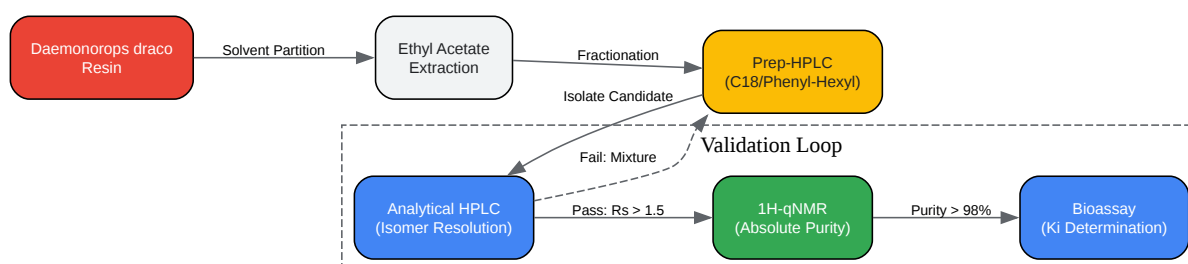 Daemonorops draco
Resin
Solvent Partition
Ethyl Acetate
Extraction
Fractionation
Prep-HPLC
(C18/Phenyl-Hexyl)
Isolate Candidate
Validation Loop
Fail: Mixture
Analytical HPLC
(Isomer Resolution)
Pass: Rs > 1.5
1H-qNMR
(Absolute Purity)
Purity > 98%
Bioassay
(Ki Determination)